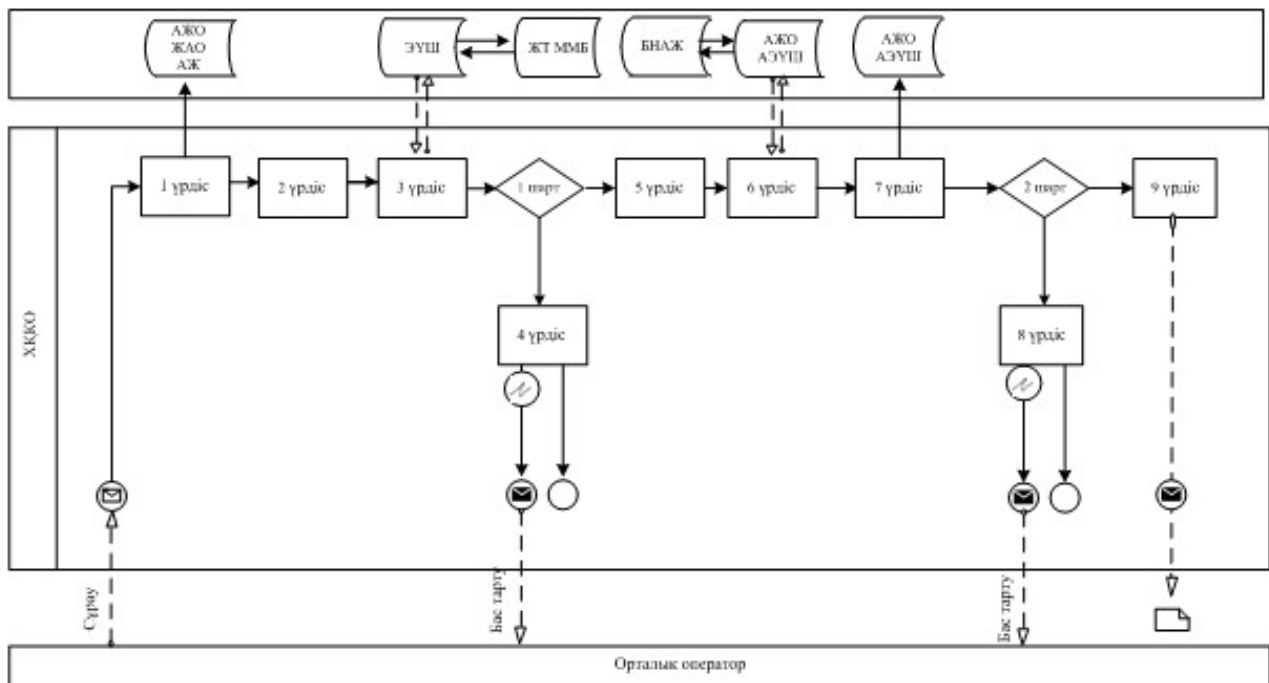 АЖО
ЖАО
АЖ
ЭҮШ
ЖТ ММБ
БНАЖ
АЖО
АЭҮШ
АЖО
АЭҮШ
ХҚКО
1 үрдіс
2 үрдіс
3 үрдіс
1 шарт
5 үрдіс
6 үрдіс
7 үрдіс
2 шарт
9 үрдіс
4 үрдіс
8 үрдіс
Сұрау
Бас тарту
Бас тарту
Орталық оператор